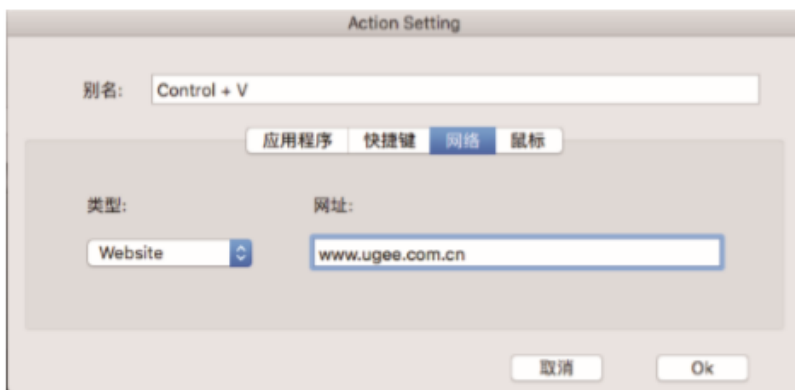 Action Setting
别名: Control + V
应用程序 快捷键 网络 鼠标
类型: 网址:
Website www.ugee.com.cn
取消 Ok